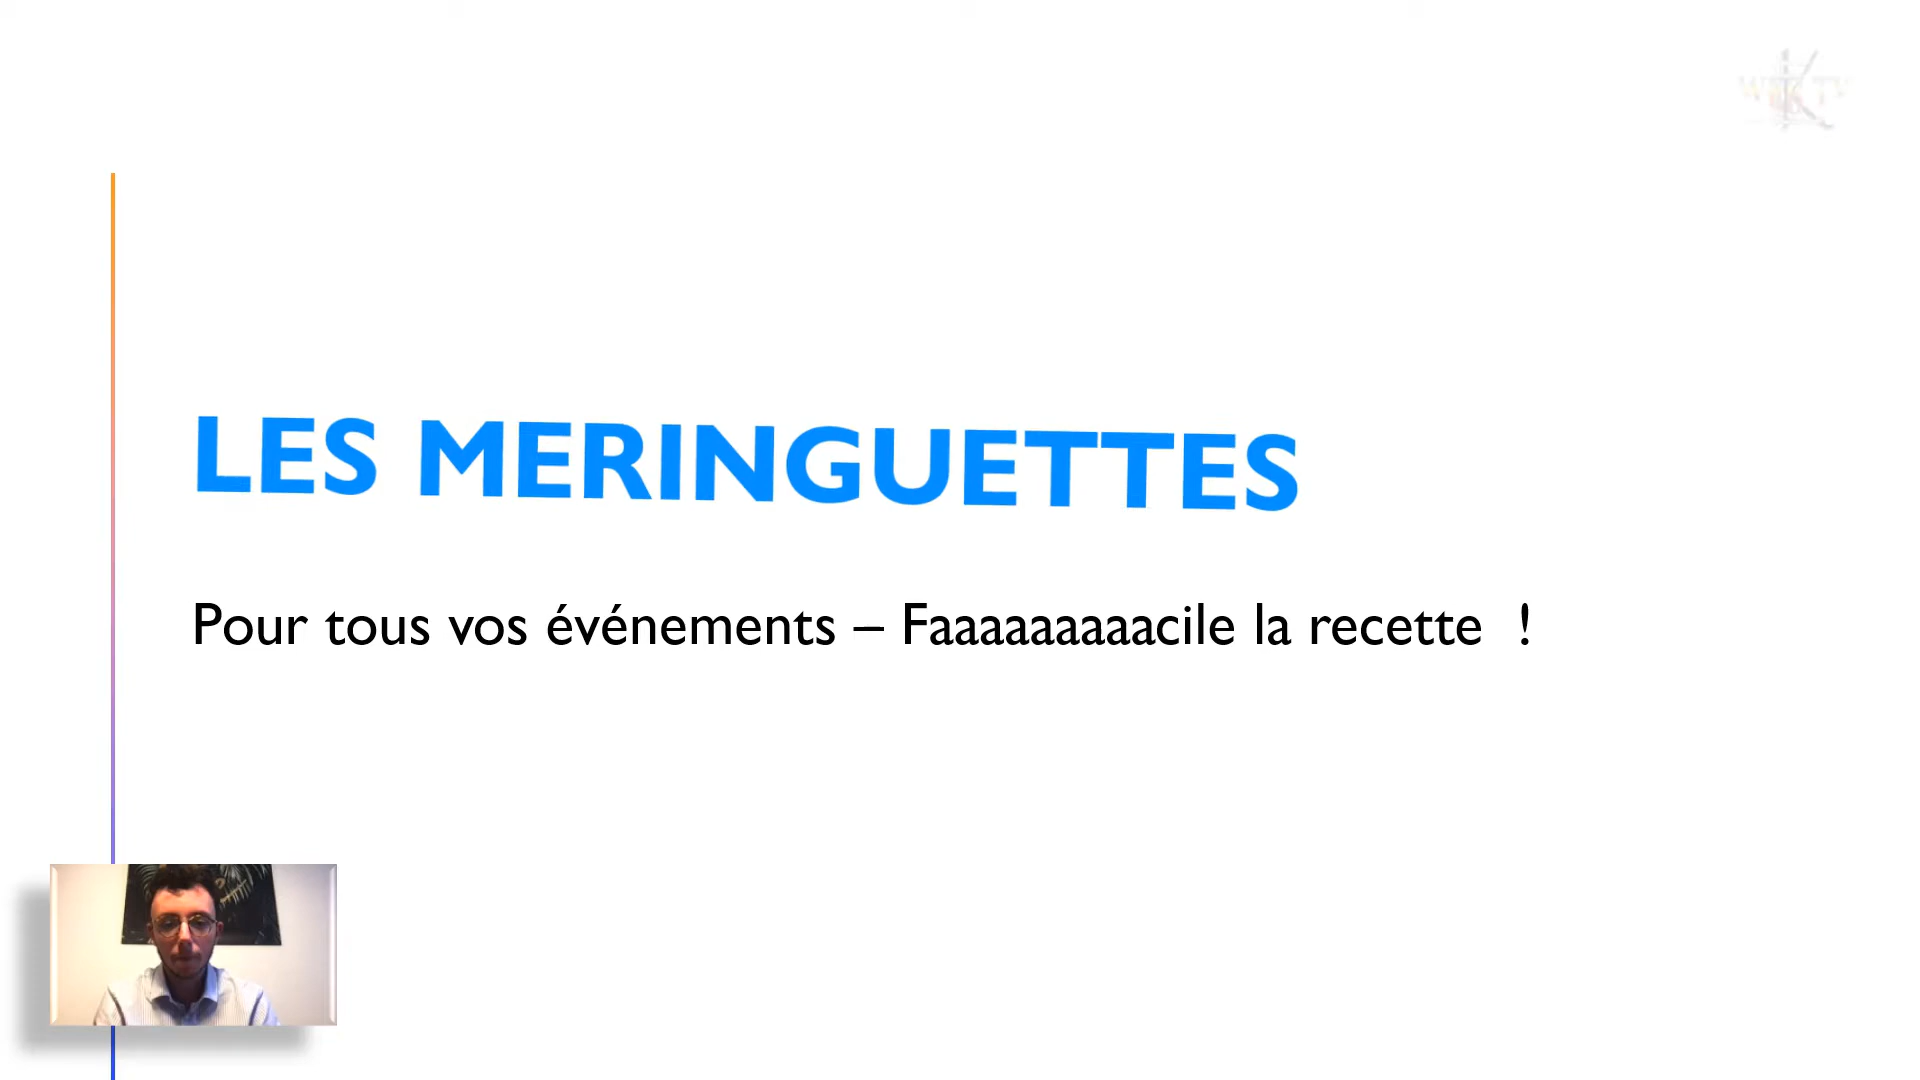 LES MERINGUETTES
Pour tous vos événements – Faaaaaaaaacile la recette !